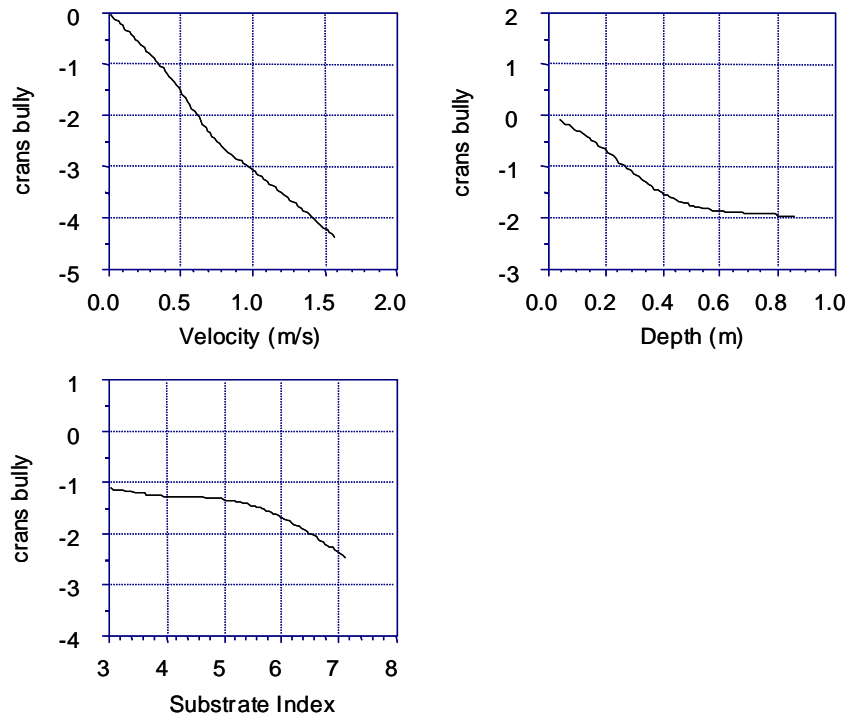 0
-1
-2
-3
-4
-5
crans bully
0.0 0.5 1.0 1.5 2.0
Velocity (m/s)
2
1
0
-1
-2
-3
crans bully
0.0 0.2 0.4 0.6 0.8 1.0
Depth (m)
1
0
-1
-2
-3
-4
crans bully
3 4 5 6 7 8
Substrate Index